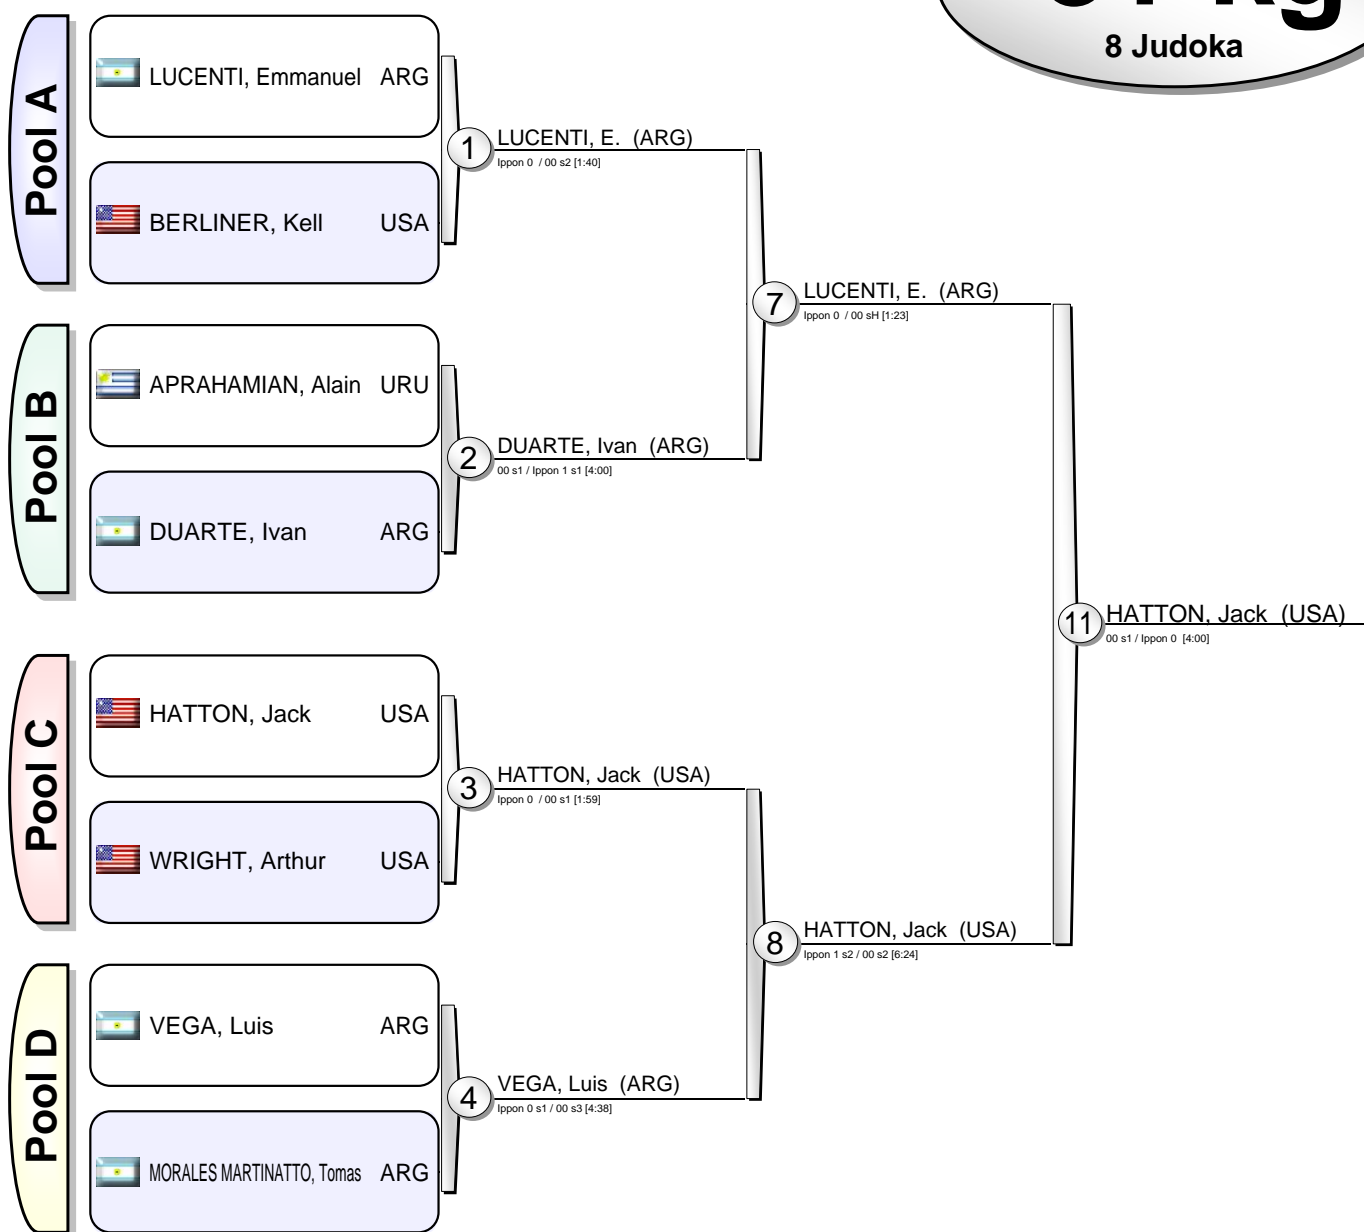 8 Judoka
Pool A
LUCENTI, Emmanuel ARG
BERLINER, Kell USA
1
LUCENTI, E. (ARG)
Ippon 0 / 00 s2 [1:40]
7
LUCENTI, E. (ARG)
Ippon 0 / 00 sH [1:23]
Pool B
APRAHAMIAN, Alain URU
DUARTE, Ivan ARG
2
DUARTE, Ivan (ARG)
00 s1 / Ippon 1 s1 [4:00]
11
HATTON, Jack (USA)
00 s1 / Ippon 0 [4:00]
Pool C
HATTON, Jack USA
WRIGHT, Arthur USA
3
HATTON, Jack (USA)
Ippon 0 / 00 s1 [1:59]
8
HATTON, Jack (USA)
Ippon 1 s2 / 00 s2 [6:24]
Pool D
VEGA, Luis ARG
MORALES MARTINATTO, Tomas ARG
4
VEGA, Luis (ARG)
Ippon 0 s1 / 00 s3 [4:38]